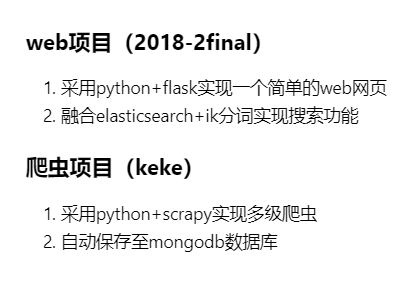 web项目（2018-2final）
1. 采用python+flask实现一个简单的web网页
2. 融合elasticsearch+ik分词实现搜索功能
爬虫项目（keke）
1. 采用python+scrapy实现多级爬虫
2. 自动保存至mongodb数据库